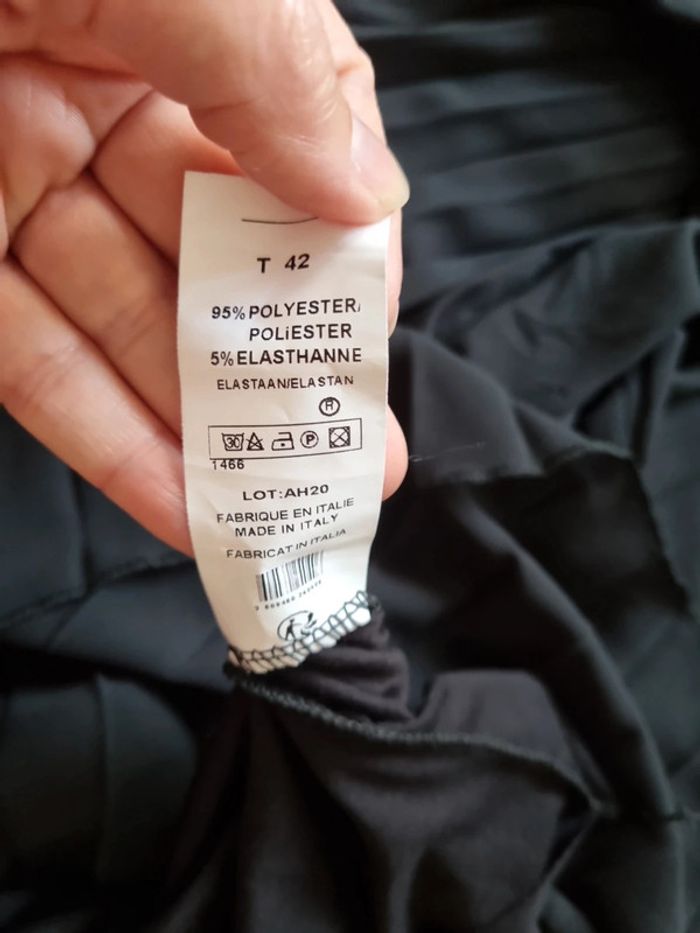 T 42
95% POLYESTER/
POLiESTER
5% ELASTHANNE
ELASTAAN/ELASTAN
R
30 P
1466
LOT:AH20
FABRIQUE EN ITALIE
MADE IN ITALY
FABRICAT IN ITALIA